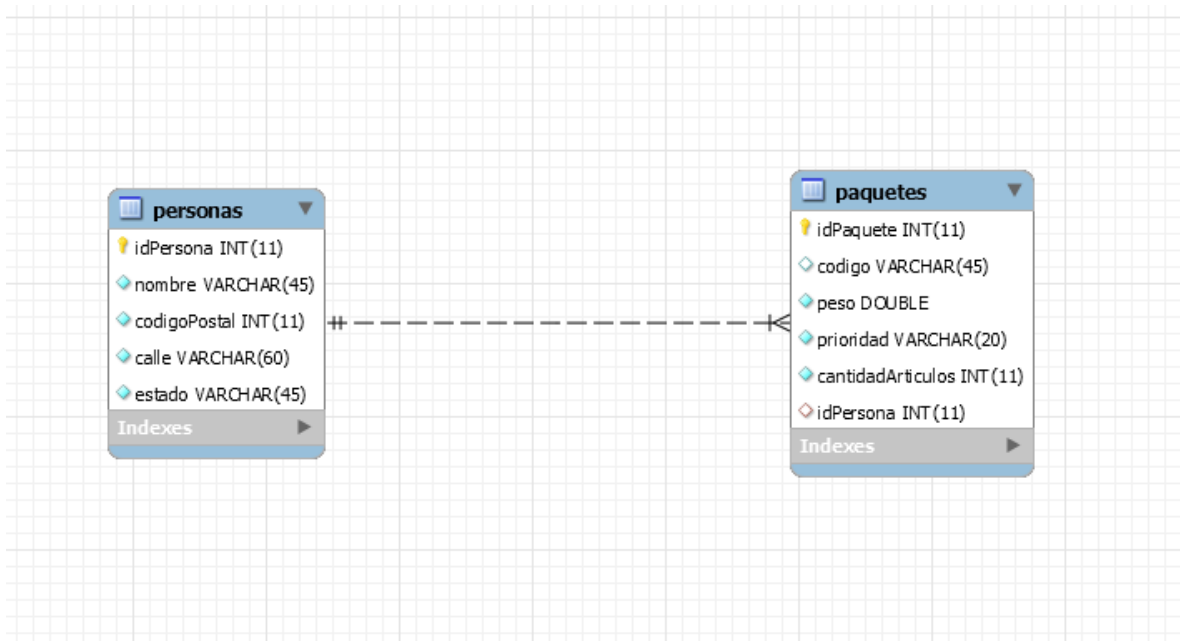 personas
idPersona INT(11)
nombre VARCHAR(45)
codigoPostal INT(11)
calle VARCHAR(60)
estado VARCHAR(45)
Indexes
paquetes
idPaquete INT(11)
codigo VARCHAR(45)
peso DOUBLE
prioridad VARCHAR(20)
cantidadArticulos INT(11)
idPersona INT(11)
Indexes